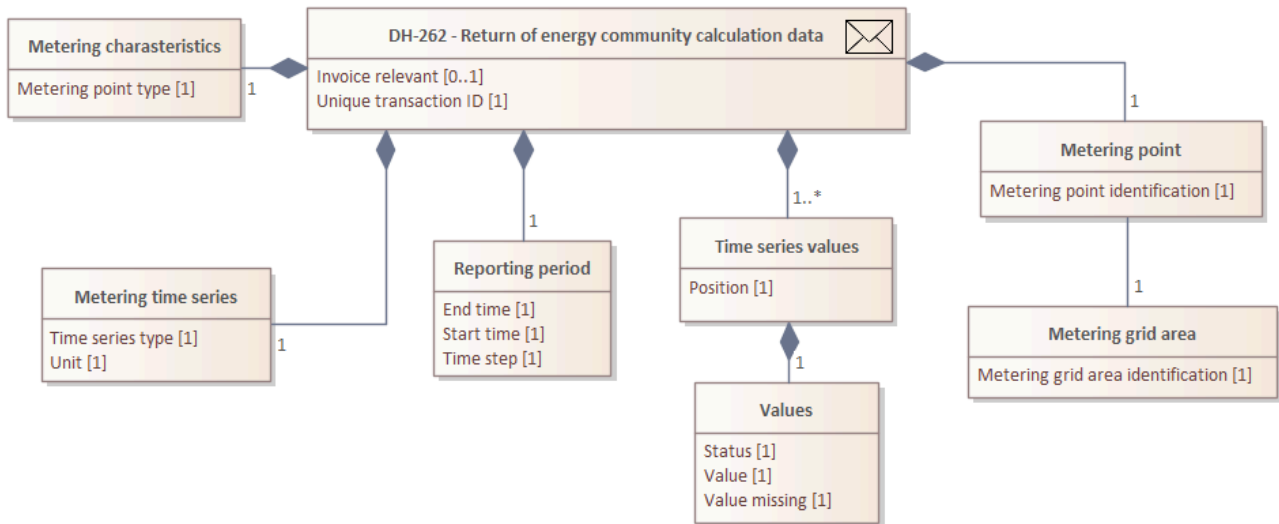 Metering charasteristics
Metering point type [1]
1
DH-262 - Return of energy community calculation data
Invoice relevant [0..1]
Unique transaction ID [1]
1
Metering point
Metering point identification [1]
1
Metering grid area
Metering grid area identification [1]
1
Metering time series
Time series type [1]
Unit [1]
1
Reporting period
End time [1]
Start time [1]
Time step [1]
1..*
Time series values
Position [1]
1
Values
Status [1]
Value [1]
Value missing [1]